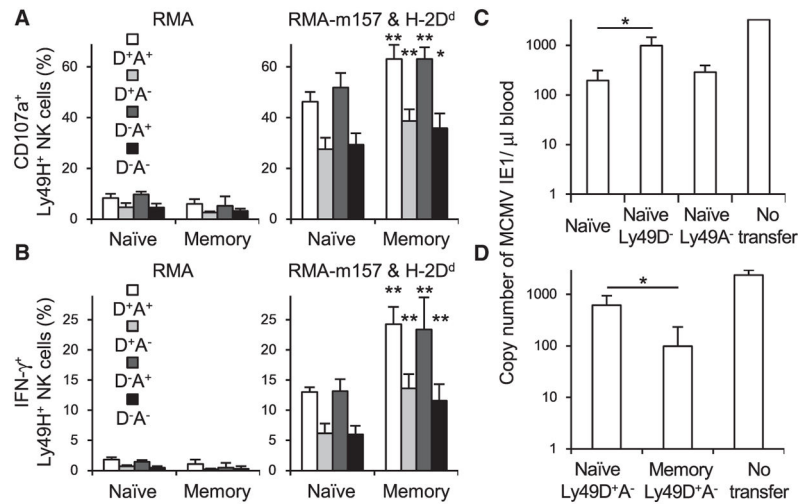 A
RMA
RMA-m157 & H-2Dᵈ
CD107a⁺
Ly49H⁺ NK cells (%)
60
40
20
0
D⁺A⁺
D⁺A⁻
D⁻A⁺
D⁻A⁻
** **
** *
Naïve Memory
Naïve Memory
B
RMA
RMA-m157 & H-2Dᵈ
IFN-γ⁺
Ly49H⁺ NK cells (%)
25
20
15
10
5
0
D⁺A⁺
D⁺A⁻
D⁻A⁺
D⁻A⁻
** **
** **
Naïve Memory
Naïve Memory
C
Copy number of MCMV IE1/ µl blood
1000
100
10
1
*
Naïve Naïve Naïve No
Ly49D⁻ Ly49A⁻ transfer
D
1000
100
10
1
*
Naïve Memory No
Ly49D⁺A⁻ Ly49D⁺A⁻ transfer